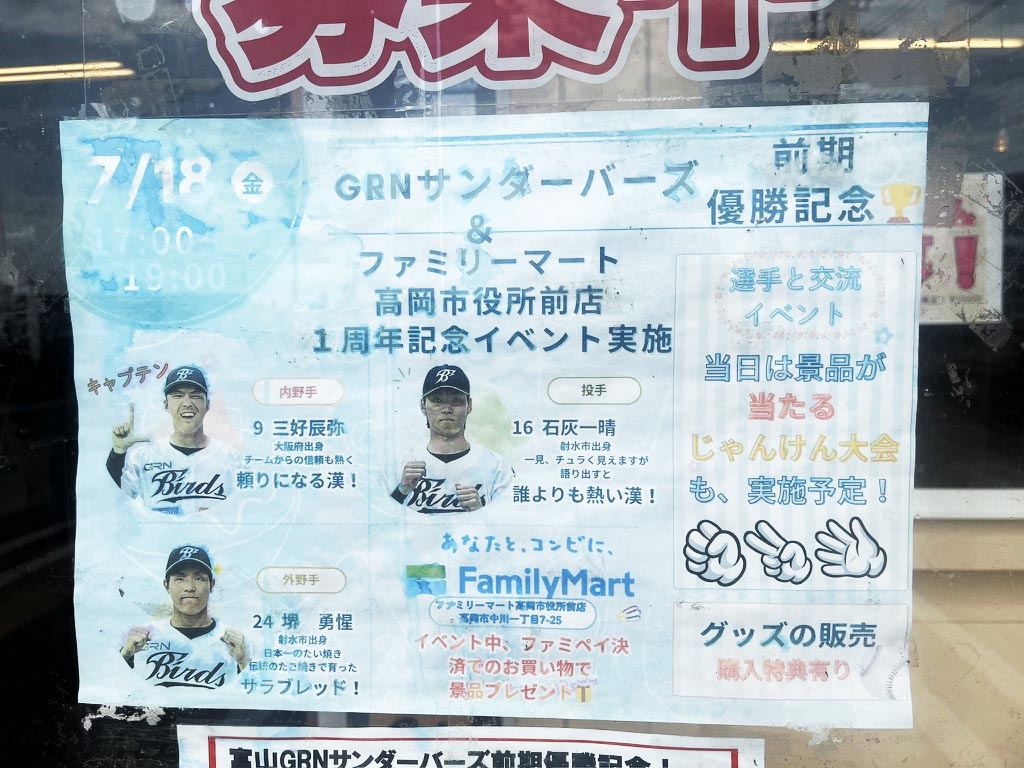 募集中
7/18 金
17:00
19:00
GRNサンダーバーズ
&
ファミリーマート
高岡市役所前店
1周年記念イベント実施
前期
優勝記念
キャプテン
内野手
9 三好辰弥
大阪府出身
チームからの信頼も熱く
頼りになる漢！
GRN
Birds
投手
16 石灰一晴
射水市出身
一見、チュラく見えますが
語り出すと
誰よりも熱い漢！
Birds
外野手
24 堺 勇惺
射水市出身
日本一のたい焼き
伝統のたこ焼きで育った
サラブレッド！
GRN
Birds
あなたと、コンビに、
FamilyMart
ファミリーマート高岡市役所前店
高岡市中川一丁目7-25
イベント中、ファミペイ決
済でのお買い物で
景品プレゼント
選手と交流
イベント
当日は景品が
当たる
じゃんけん大会
も、実施予定！
グッズの販売
購入特典有り
富山GRNサンダーバーズ前期優勝記念！